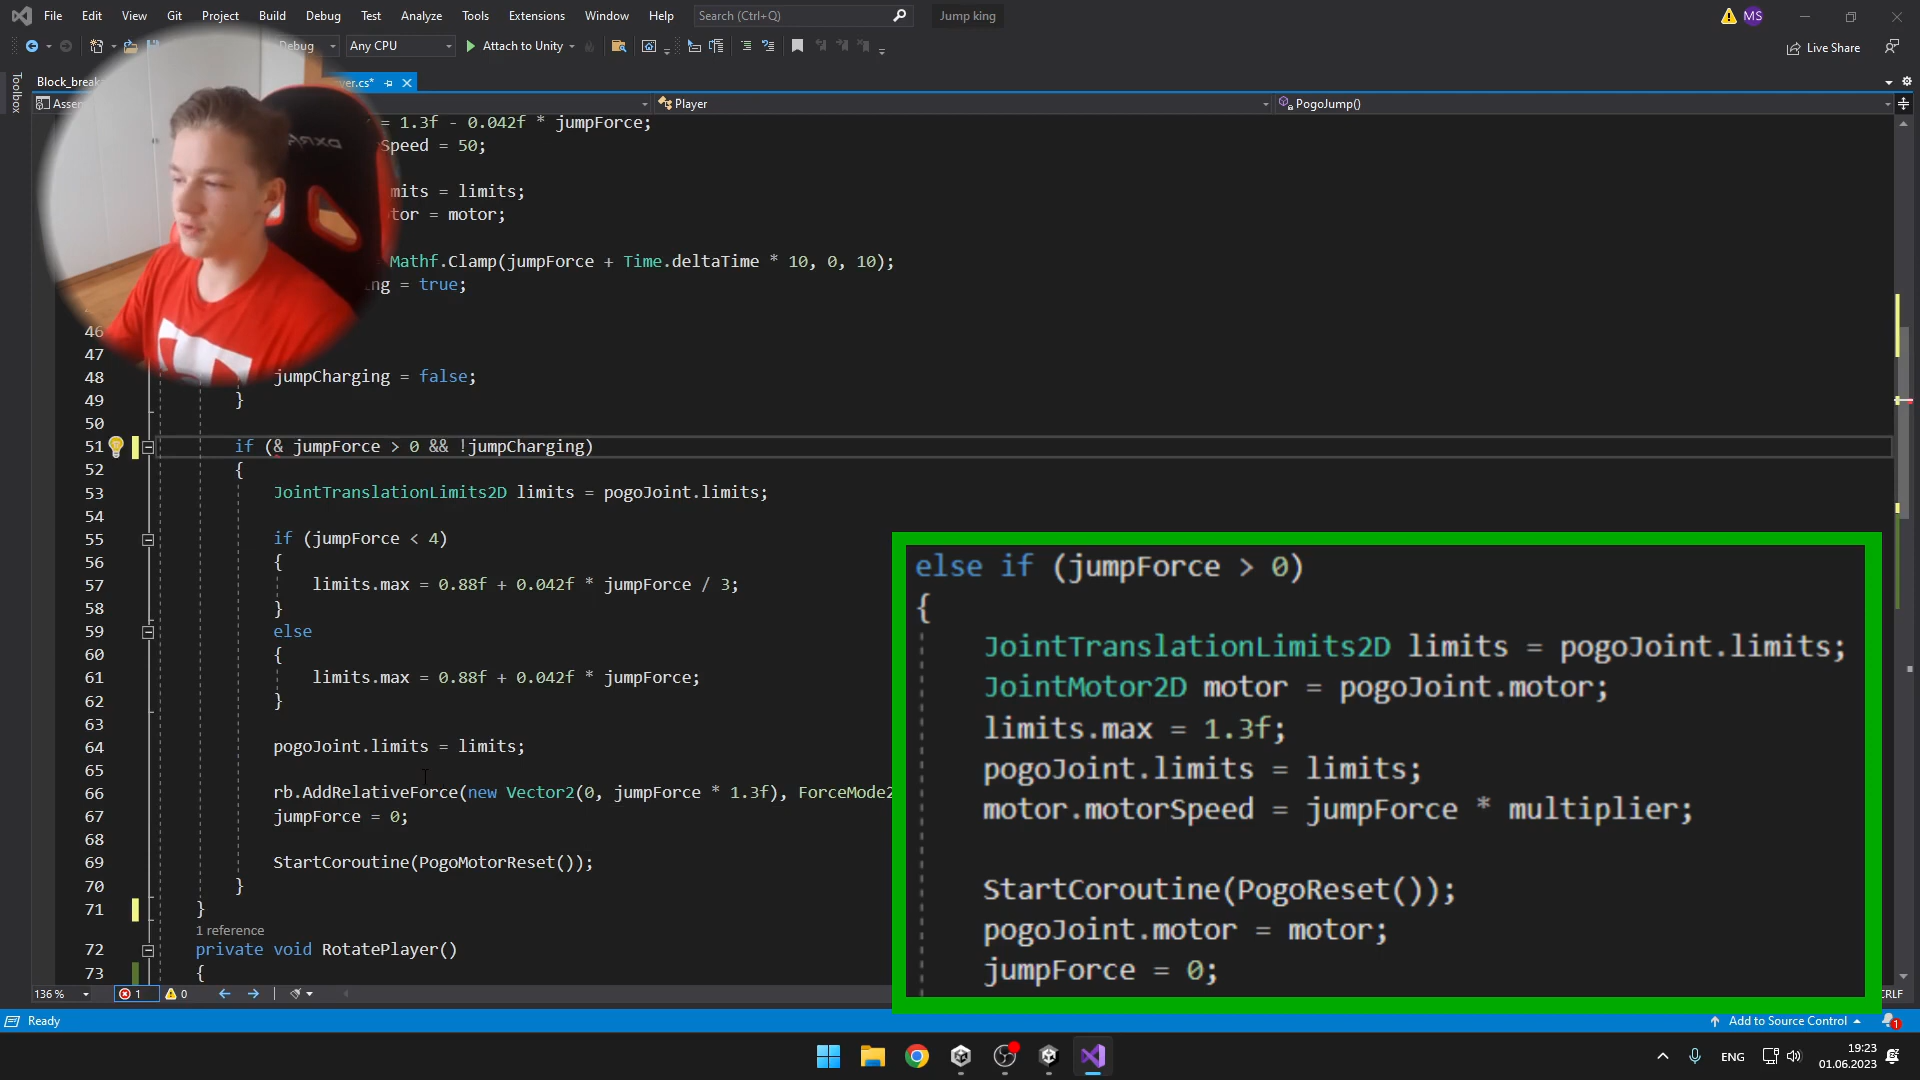 File Edit View Git Project Build Debug Test Analyze Tools Extensions Window Help Search (Ctrl+Q) Jump king MS
Debug Any CPU Attach to Unity Live Share
Toolbox
Player PogoJump()
= 1.3f - 0.042f * jumpForce;
Speed = 50;
= limits;
= motor;
Mathf.Clamp(jumpForce + Time.deltaTime * 10, 0, 10);
= true;
46
47
48 jumpCharging = false;
49 }
50
51 if (& jumpForce > 0 && !jumpCharging)
52 {
53 JointTranslationLimits2D limits = pogoJoint.limits;
54
55 if (jumpForce < 4)
56 {
57 limits.max = 0.88f + 0.042f * jumpForce / 3;
58 }
59 else
60 {
61 limits.max = 0.88f + 0.042f * jumpForce;
62 }
63
64 pogoJoint.limits = limits;
65
66 rb.AddRelativeForce(new Vector2(0, jumpForce * 1.3f), ForceMode2
67 jumpForce = 0;
68
69 StartCoroutine(PogoMotorReset());
70 }
71 }
1 reference
72 private void RotatePlayer()
73 {
else if (jumpForce > 0)
{
JointTranslationLimits2D limits = pogoJoint.limits;
JointMotor2D motor = pogoJoint.motor;
limits.max = 1.3f;
pogoJoint.limits = limits;
motor.motorSpeed = jumpForce * multiplier;
StartCoroutine(PogoReset());
pogoJoint.motor = motor;
jumpForce = 0;
136 % 1 0 CRLF
Ready Add to Source Control 1
ENG 19:23
01.06.2023